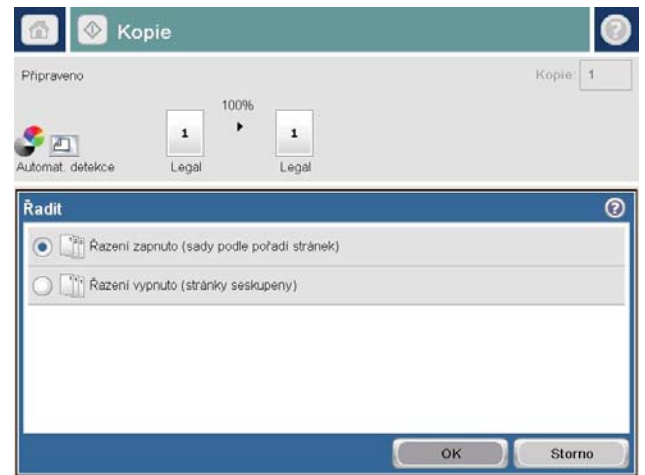 Kopie
Připraveno
Kopie: 1
100%
1 1
Automat. detekce Legal Legal
Řadit
Řazení zapnuto (sady podle pořadí stránek)
Řazení vypnuto (stránky seskupeny)
OK Storno